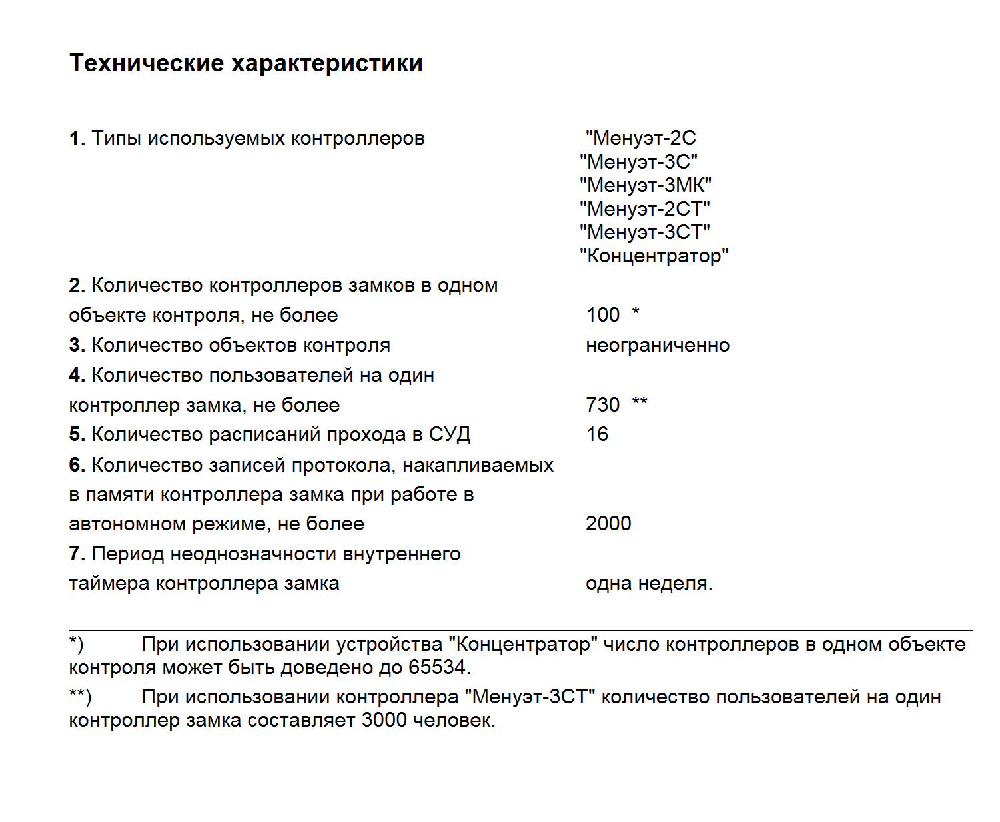 Технические характеристики
1. Типы используемых контроллеров "Менуэт-2С
"Менуэт-3С"
"Менуэт-3МК"
"Менуэт-2СТ"
"Менуэт-3СТ"
"Концентратор"
2. Количество контроллеров замков в одном
объекте контроля, не более 100 *
3. Количество объектов контроля неограниченно
4. Количество пользователей на один
контроллер замка, не более 730 **
5. Количество расписаний прохода в СУД 16
6. Количество записей протокола, накапливаемых
в памяти контроллера замка при работе в
автономном режиме, не более 2000
7. Период неоднозначности внутреннего
таймера контроллера замка одна неделя.
*) При использовании устройства "Концентратор" число контроллеров в одном объекте
контроля может быть доведено до 65534.
**) При использовании контроллера "Менуэт-3СТ" количество пользователей на один
контроллер замка составляет 3000 человек.